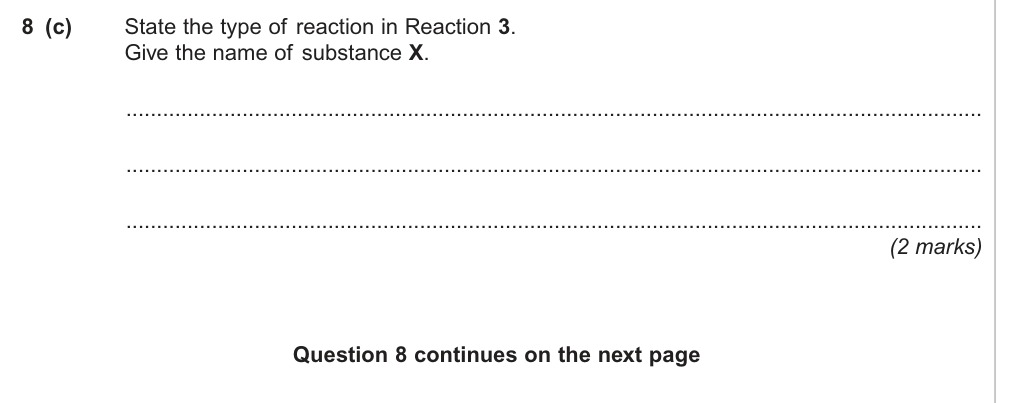 8 (c) State the type of reaction in Reaction 3.
Give the name of substance X.
(2 marks)
Question 8 continues on the next page